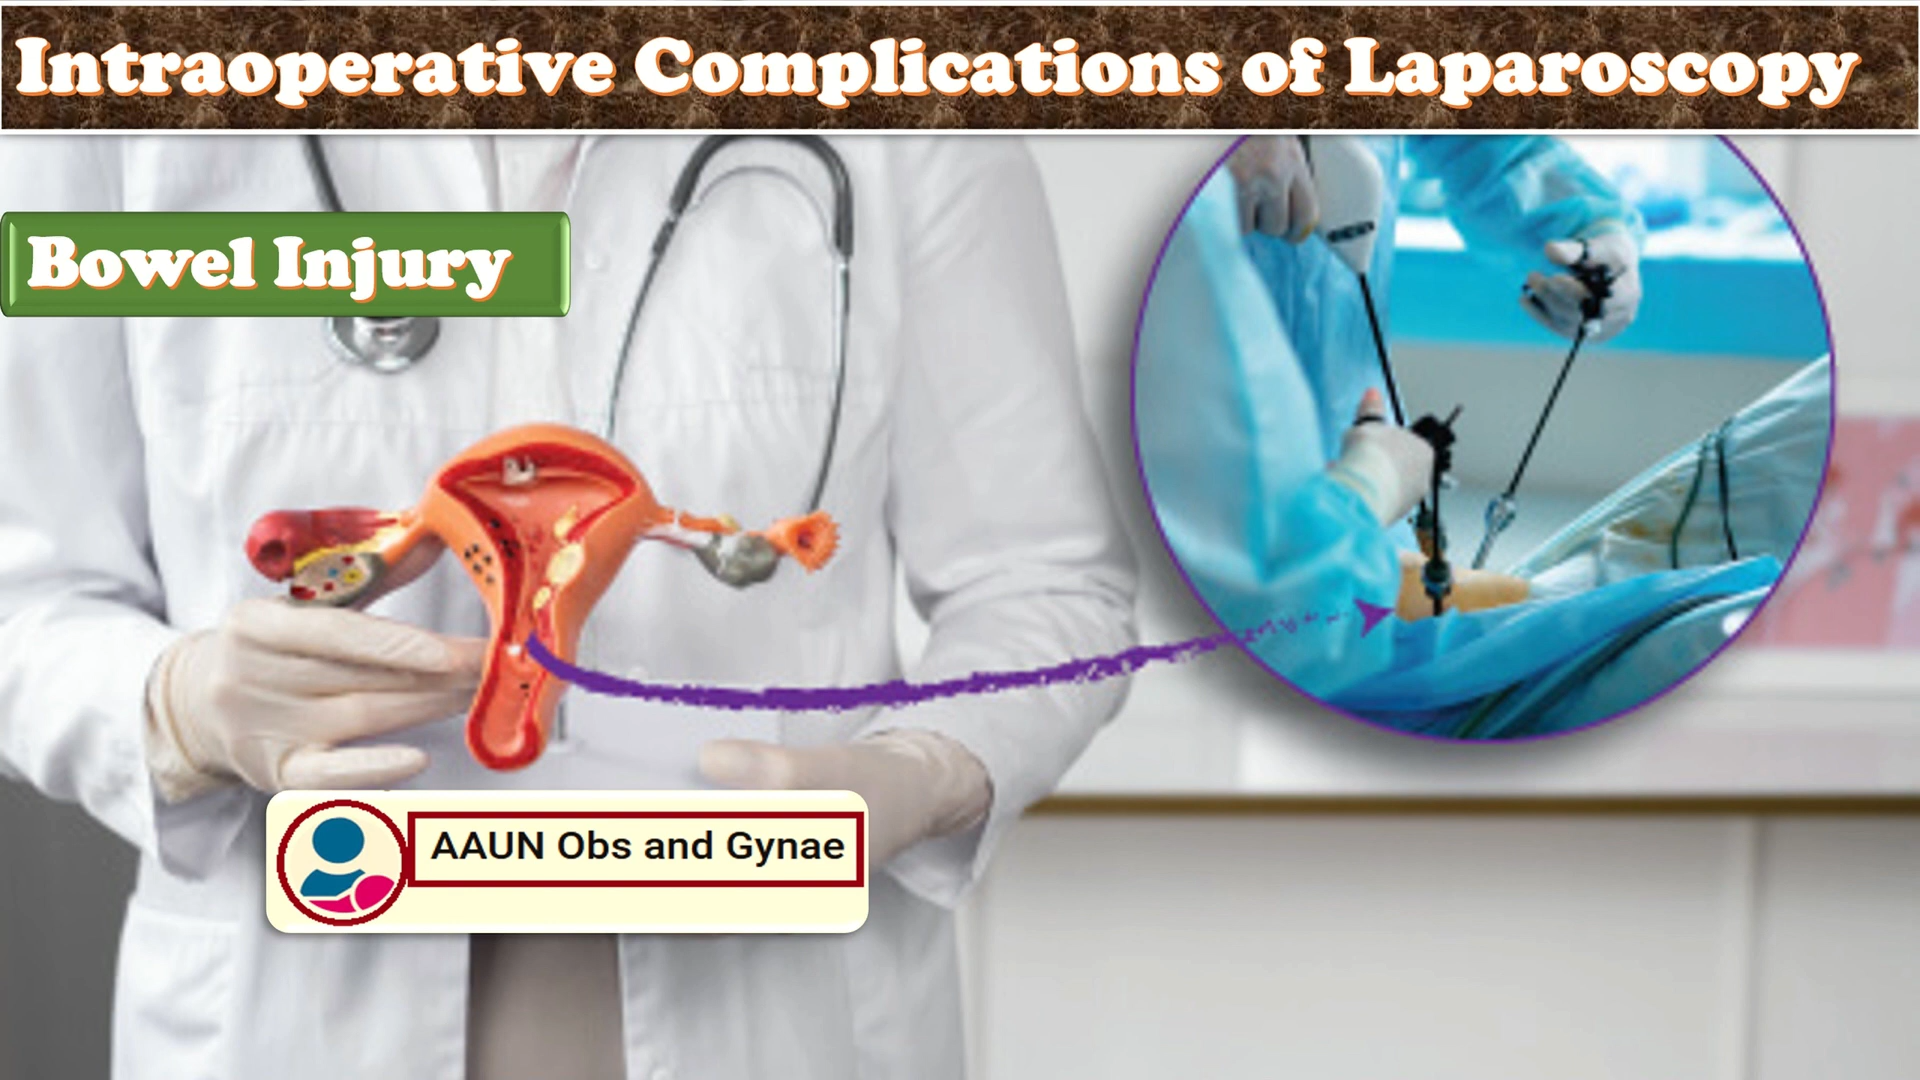 Intraoperative Complications of Laparoscopy
Bowel Injury
AAUN Obs and Gynae